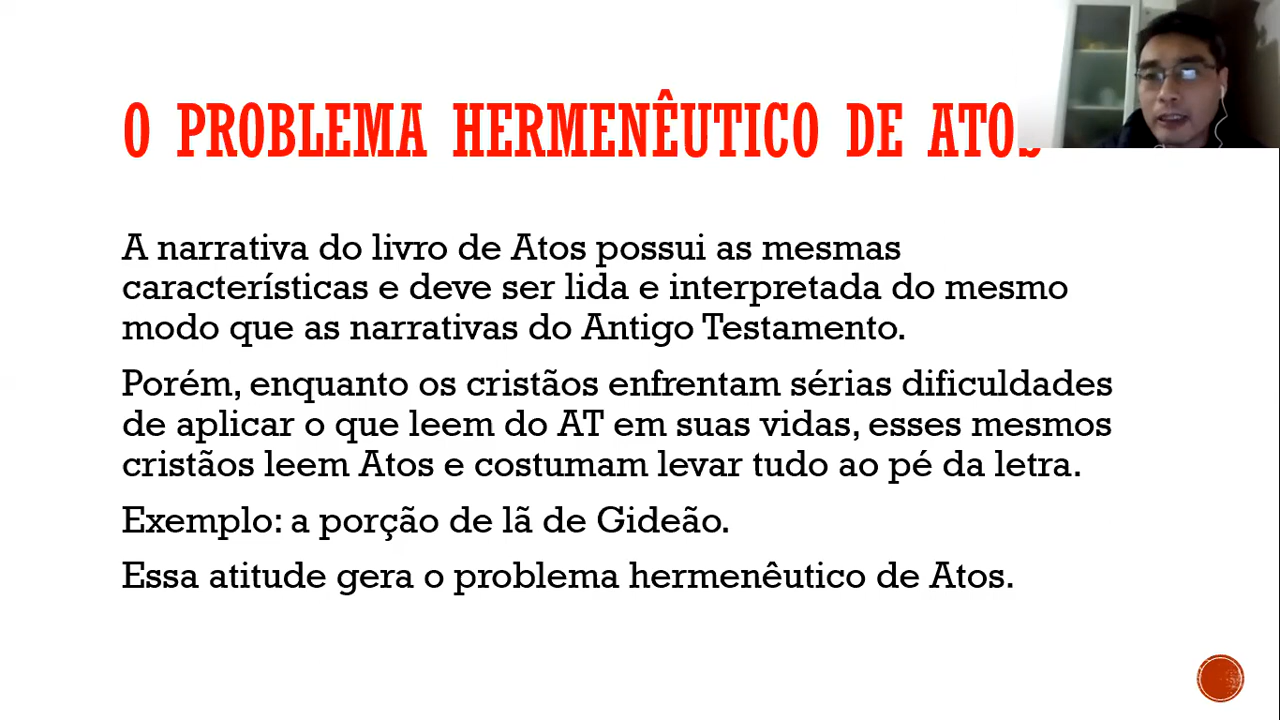 O PROBLEMA HERMENÊUTICO DE ATOS
A narrativa do livro de Atos possui as mesmas
características e deve ser lida e interpretada do mesmo
modo que as narrativas do Antigo Testamento.
Porém, enquanto os cristãos enfrentam sérias dificuldades
de aplicar o que leem do AT em suas vidas, esses mesmos
cristãos leem Atos e costumam levar tudo ao pé da letra.
Exemplo: a porção de lã de Gideão.
Essa atitude gera o problema hermenêutico de Atos.